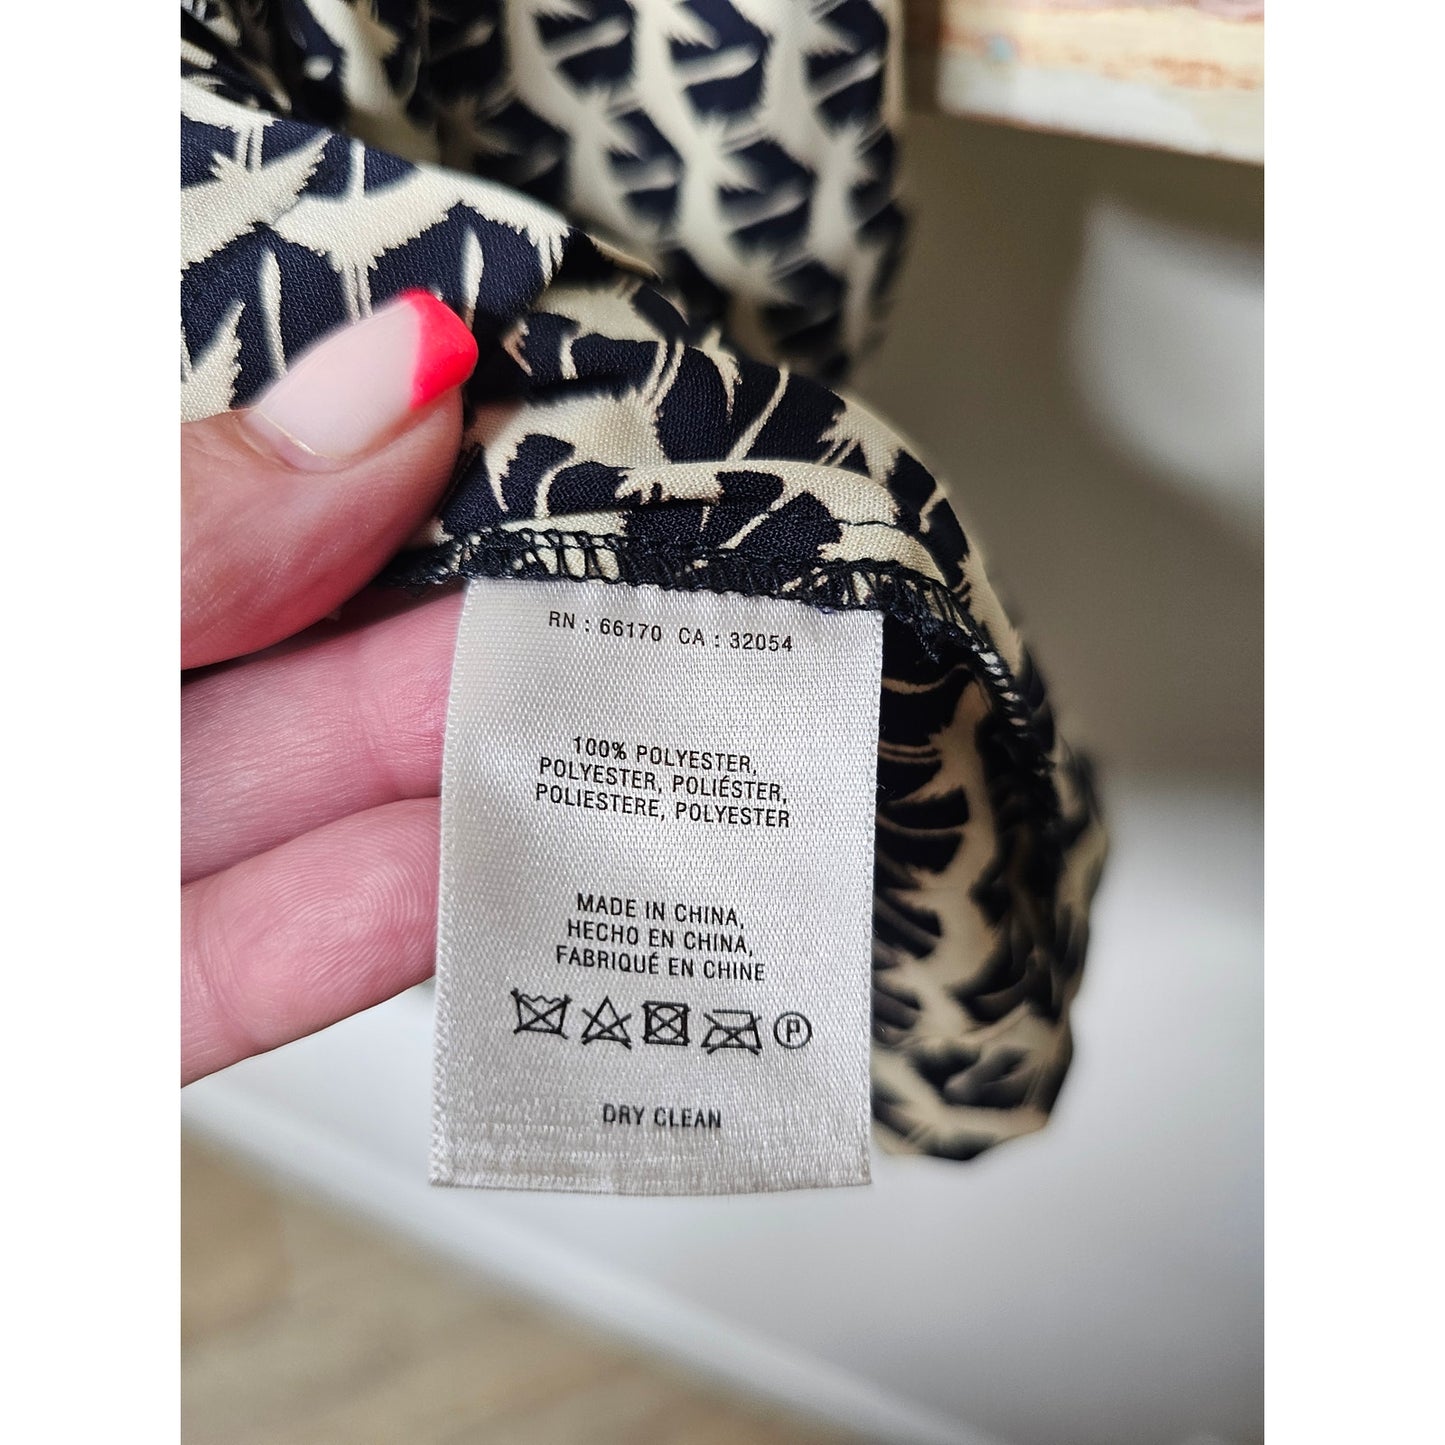 RN : 66170 CA : 32054
100% POLYESTER,
POLYESTER, POLIÉSTER,
POLIESTERE, POLYESTER
MADE IN CHINA,
HECHO EN CHINA,
FABRIQUÉ EN CHINE
P
DRY CLEAN